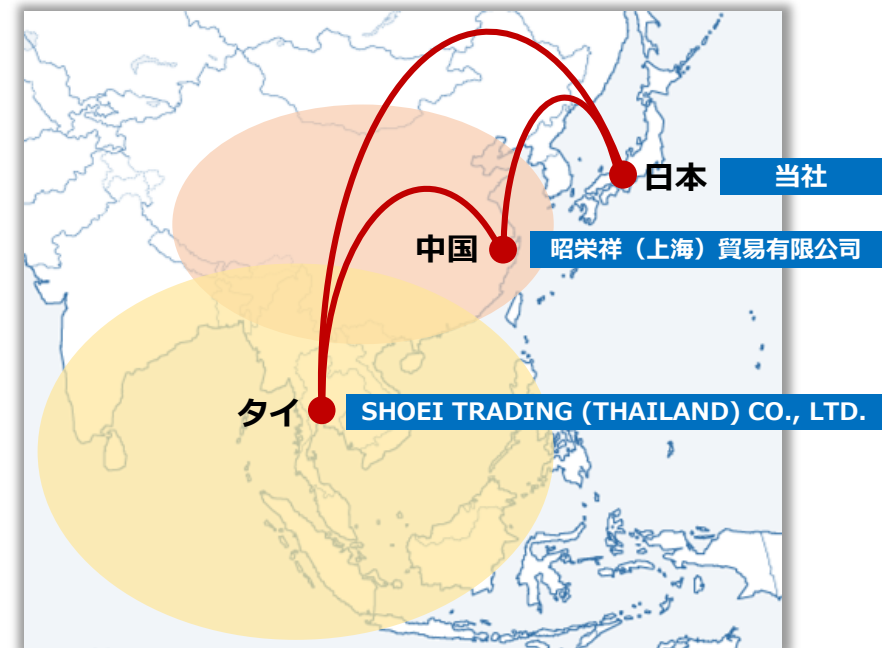 日本 当社
中国 昭栄祥（上海）貿易有限公司
タイ SHOEI TRADING (THAILAND) CO., LTD.